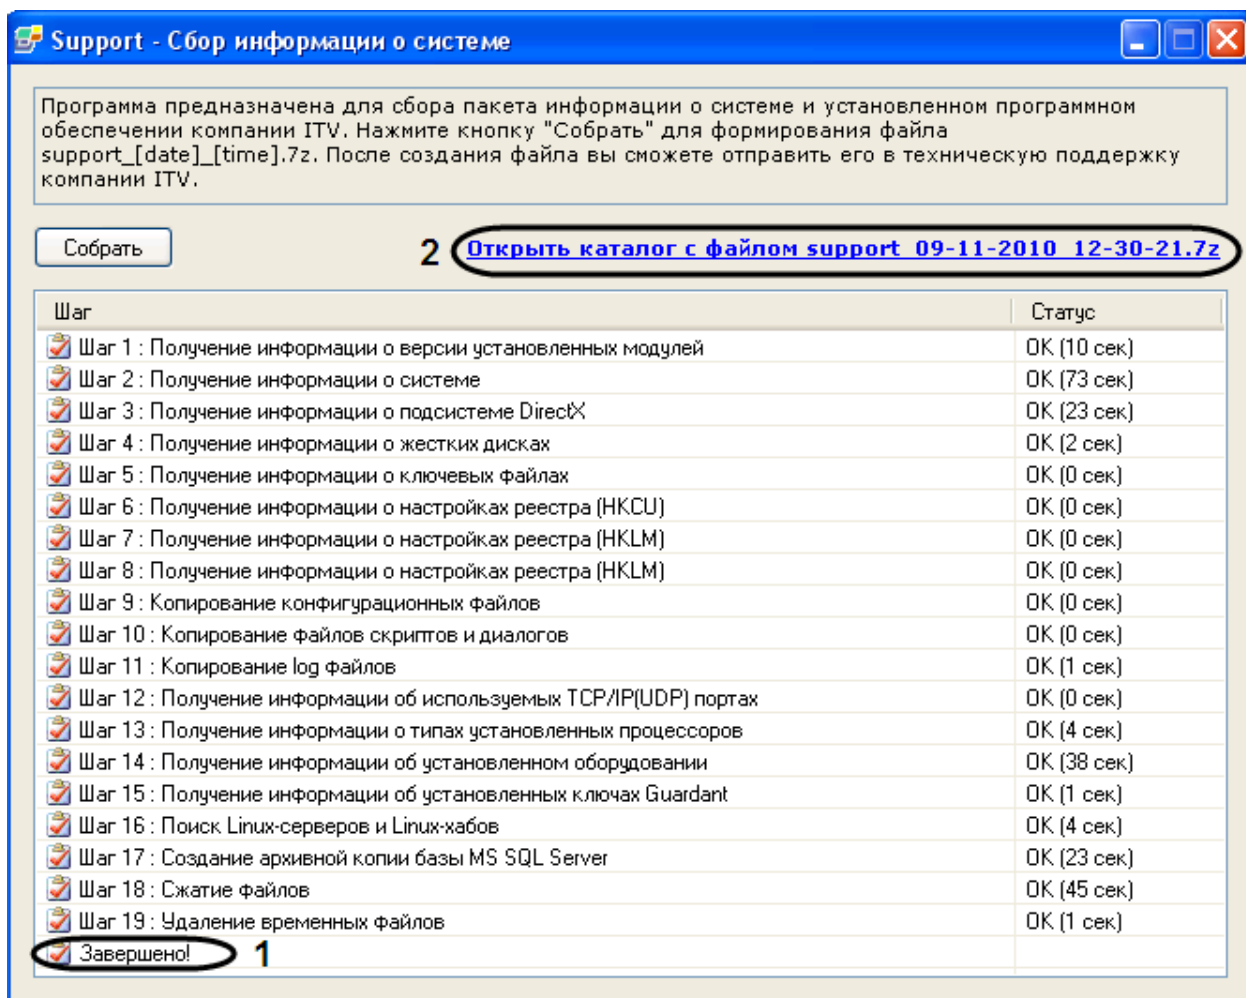 Support - Сбор информации о системе
Программа предназначена для сбора пакета информации о системе и установленном программном
обеспечении компании ITV. Нажмите кнопку "Собрать" для формирования файла
support_[date]_[time].7z. После создания файла вы сможете отправить его в техническую поддержку
компании ITV.
Собрать
2 Открыть каталог с файлом support_09-11-2010_12-30-21.7z
Шаг Статус
Шаг 1 : Получение информации о версии установленных модулей OK (10 сек)
Шаг 2 : Получение информации о системе OK (73 сек)
Шаг 3 : Получение информации о подсистеме DirectX OK (23 сек)
Шаг 4 : Получение информации о жестких дисках OK (2 сек)
Шаг 5 : Получение информации о ключевых файлах OK (0 сек)
Шаг 6 : Получение информации о настройках реестра (HKCU) OK (0 сек)
Шаг 7 : Получение информации о настройках реестра (HKLM) OK (0 сек)
Шаг 8 : Получение информации о настройках реестра (HKLM) OK (0 сек)
Шаг 9 : Копирование конфигурационных файлов OK (0 сек)
Шаг 10 : Копирование файлов скриптов и диалогов OK (0 сек)
Шаг 11 : Копирование log файлов OK (1 сек)
Шаг 12 : Получение информации об используемых TCP/IP(UDP) портах OK (0 сек)
Шаг 13 : Получение информации о типах установленных процессоров OK (4 сек)
Шаг 14 : Получение информации об установленном оборудовании OK (38 сек)
Шаг 15 : Получение информации об установленных ключах Guardant OK (1 сек)
Шаг 16 : Поиск Linux-серверов и Linux-хабов OK (4 сек)
Шаг 17 : Создание архивной копии базы MS SQL Server OK (23 сек)
Шаг 18 : Сжатие файлов OK (45 сек)
Шаг 19 : Удаление временных файлов OK (1 сек)
Завершено! 1